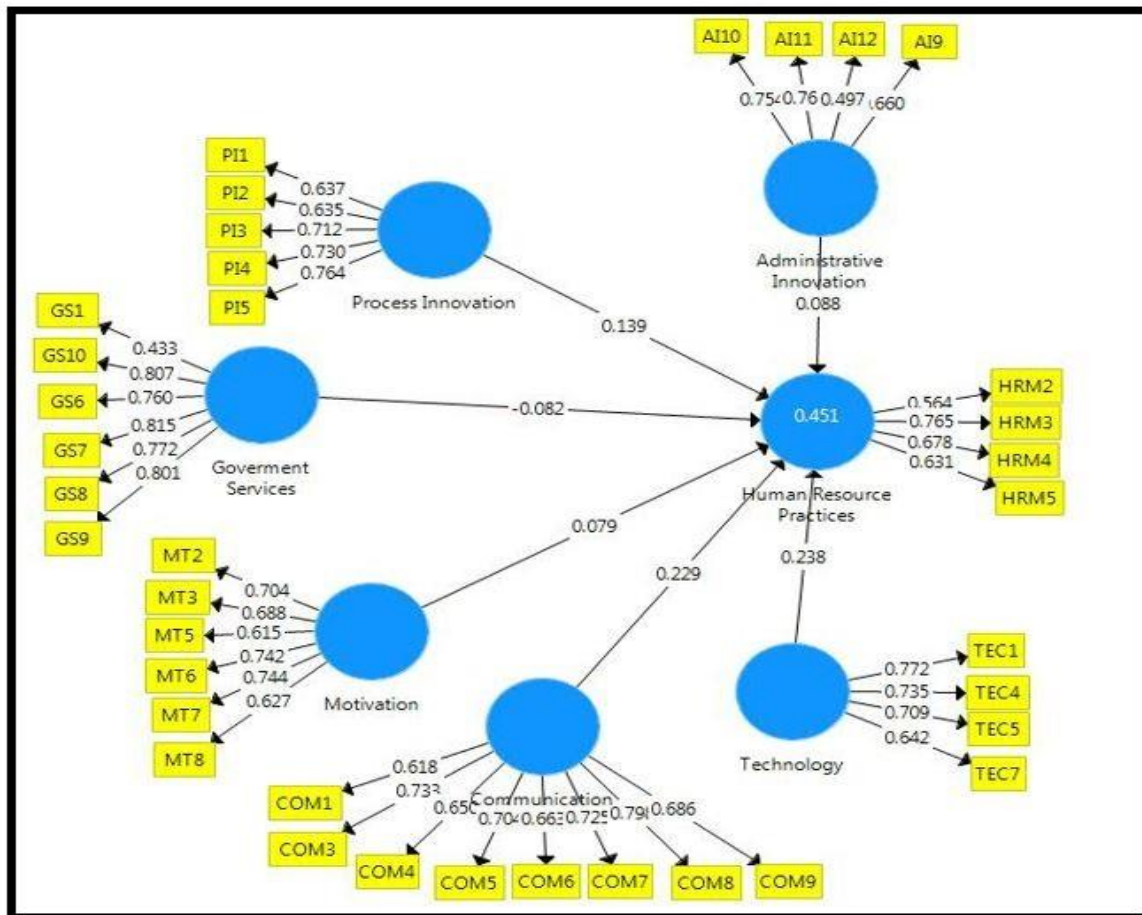 AI10
AI11
AI12
AI9
0.497
PI1
PI2
PI3
PI4
PI5
0.637
0.635
0.712
0.730
0.764
Process Innovation
Administrative
Innovation
0.088
0.139
GS1
GS10
GS6
GS7
GS8
GS9
0.433
0.807
0.760
0.815
0.772
0.801
Goverment
Services
-0.082
0.451
Human Resource
Practices
0.564
0.765
0.678
0.631
HRM2
HRM3
HRM4
HRM5
0.079
0.229
0.238
MT2
MT3
MT5
MT6
MT7
MT8
0.704
0.688
0.615
0.742
0.744
0.627
Motivation
Technology
0.772
0.735
0.709
0.642
TEC1
TEC4
TEC5
TEC7
Communication
0.618
0.686
COM1
COM3
COM4
COM5
COM6
COM7
COM8
COM9